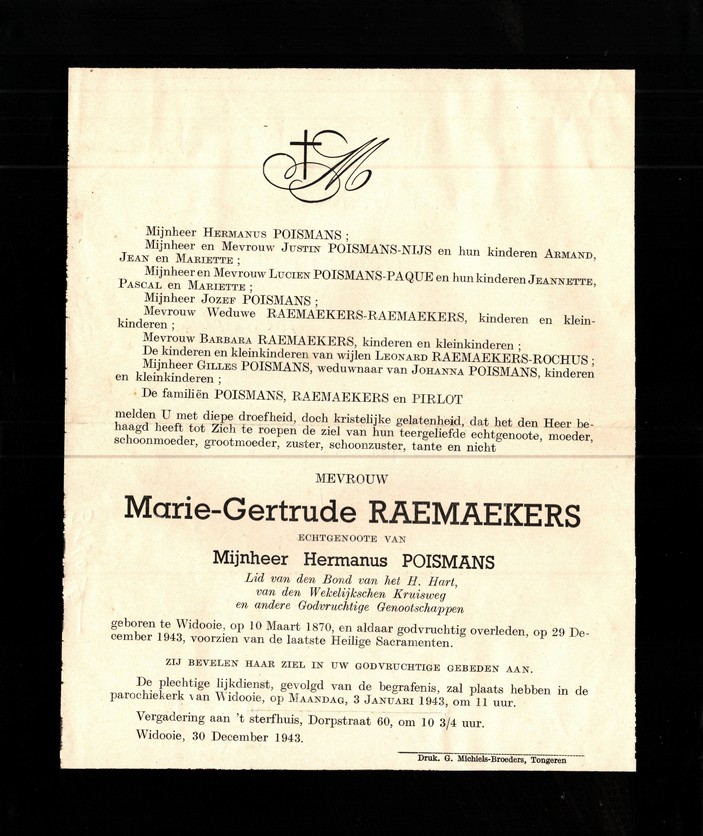 M
Mijnheer HERMANUS POISMANS ;
Mijnheer en Mevrouw JUSTIN POISMANS-NIJS en hun kinderen ARMAND,
JEAN en MARIETTE ;
Mijnheer en Mevrouw LUCIEN POISMANS-PAQUE en hun kinderen JEANNETTE,
PASCAL en MARIETTE ;
Mijnheer JOZEF POISMANS ;
Mevrouw Weduwe RAEMAEKERS-RAEMAEKERS, kinderen en klein-
kinderen ;
Mevrouw BARBARA RAEMAEKERS, kinderen en kleinkinderen ;
De kinderen en kleinkinderen van wijlen LEONARD RAEMAEKERS-ROCHUS ;
Mijnheer GILLES POISMANS, weduwnaar van JOHANNA POISMANS, kinderen
en kleinkinderen ;
De familiën POISMANS, RAEMAEKERS en PIRLOT
melden U met diepe droefheid, doch kristelijke gelatenheid, dat het den Heer be-
haagd heeft tot Zich te roepen de ziel van hun teergeliefde echtgenoote, moeder,
schoonmoeder, grootmoeder, zuster, schoonzuster, tante en nicht
MEVROUW
Marie-Gertrude RAEMAEKERS
ECHTGENOOTE VAN
Mijnheer Hermanus POISMANS
Lid van den Bond van het H. Hart,
van den Wekelijkschen Kruisweg
en andere Godvruchtige Genootschappen
geboren te Widooie, op 10 Maart 1870, en aldaar godvruchtig overleden, op 29 De-
cember 1943, voorzien van de laatste Heilige Sacramenten.
ZIJ BEVELEN HAAR ZIEL IN UW GODVRUCHTIGE GEBEDEN AAN.
De plechtige lijkdienst, gevolgd van de begrafenis, zal plaats hebben in de
parochiekerk van Widooie, op MAANDAG, 3 JANUARI 1943, om 11 uur.
Vergadering aan 't sterfhuis, Dorpstraat 60, om 10 3/4 uur.
Widooie, 30 December 1943.
Druk. G. Michiels-Broeders, Tongeren